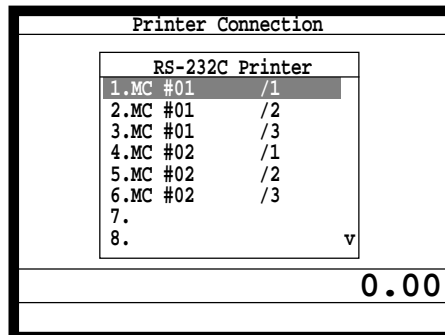 Printer Connection
RS-232C Printer
1.MC #01 /1
2.MC #01 /2
3.MC #01 /3
4.MC #02 /1
5.MC #02 /2
6.MC #02 /3
7.
8. v
0.00